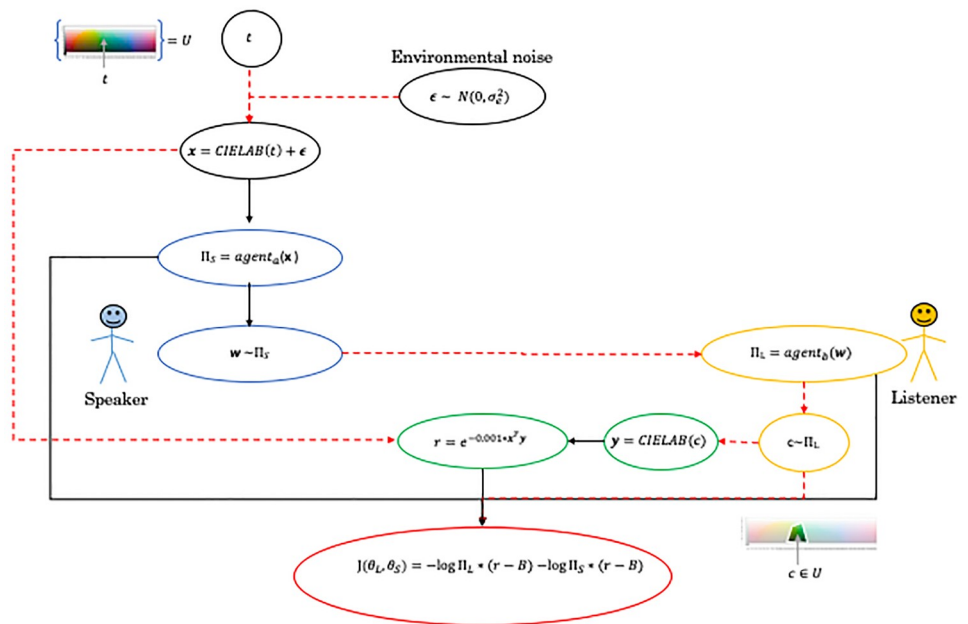 { } = U
t
t
Environmental noise
ϵ ~ N(0,σ²ₑ)
x = CIELAB(t) + ϵ
Π_S = agent_a(x)
w ~Π_S
Speaker
Π_L = agent_b(w)
Listener
r = e^{-0.001*x^T y}
y = CIELAB(c)
c~Π_L
c ∈ U
J(θ_L, θ_S) = −log Π_L * (r − B) −log Π_S * (r − B)